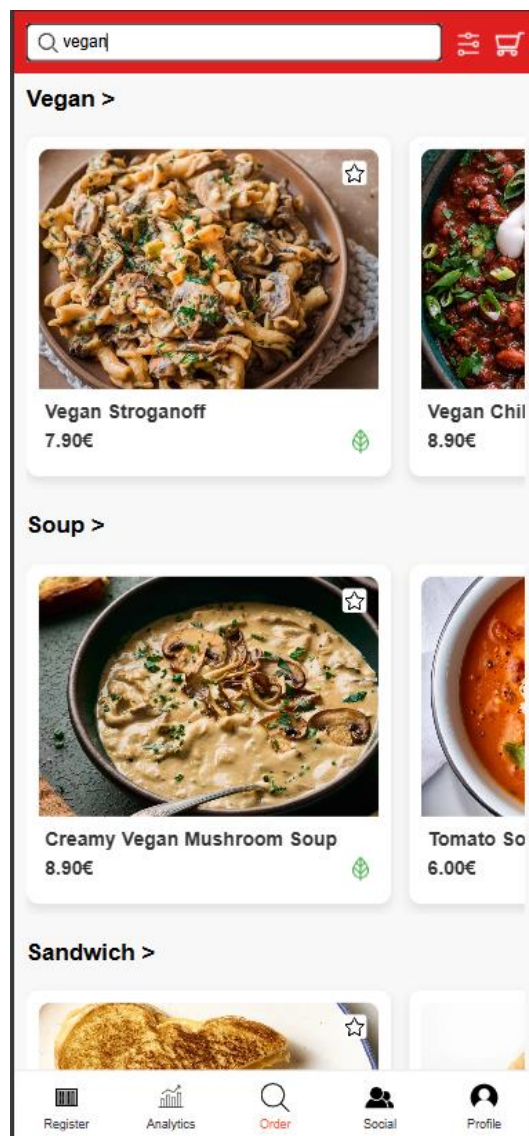 vegan
Vegan >
Vegan Stroganoff
7.90€
Vegan Chil
8.90€
Soup >
Creamy Vegan Mushroom Soup
8.90€
Tomato So
6.00€
Sandwich >
Register
Analytics
Order
Social
Profile